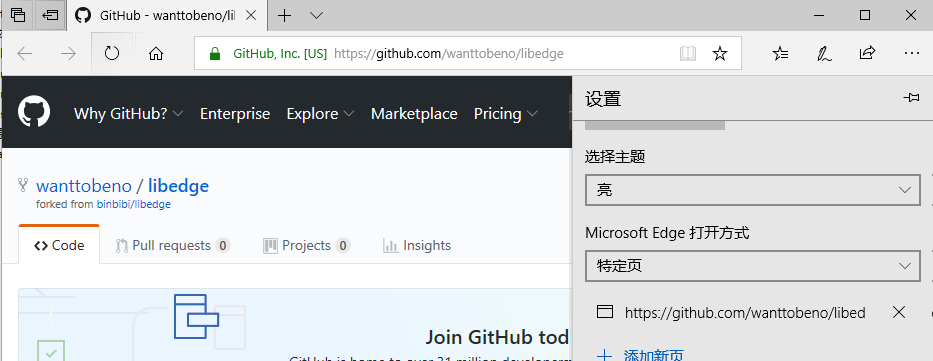 GitHub - wanttobeno/lil
GitHub, Inc. [US] https://github.com/wanttobeno/libedge
Why GitHub? Enterprise Explore Marketplace Pricing
wanttobeno / libedge
forked from binbibi/libedge
Code Pull requests 0 Projects 0 Insights
Join GitHub tod
GitHub is home to over 31 million developers
设置
选择主题
亮
Microsoft Edge 打开方式
特定页
https://github.com/wanttobeno/libed
添加新页